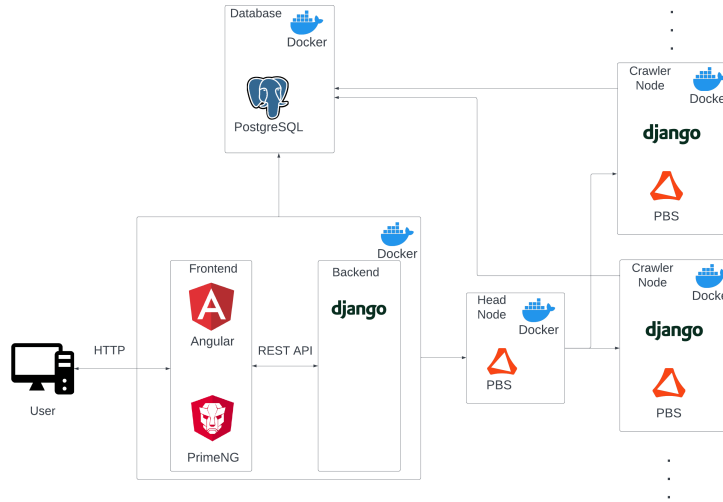 Database
Docker
PostgreSQL
Crawler
Node
django
PBS
Docker
Frontend
Backend
Angular
django
HTTP
REST API
User
PrimeNG
Head
Node
Docker
PBS
Crawler
Node
django
PBS